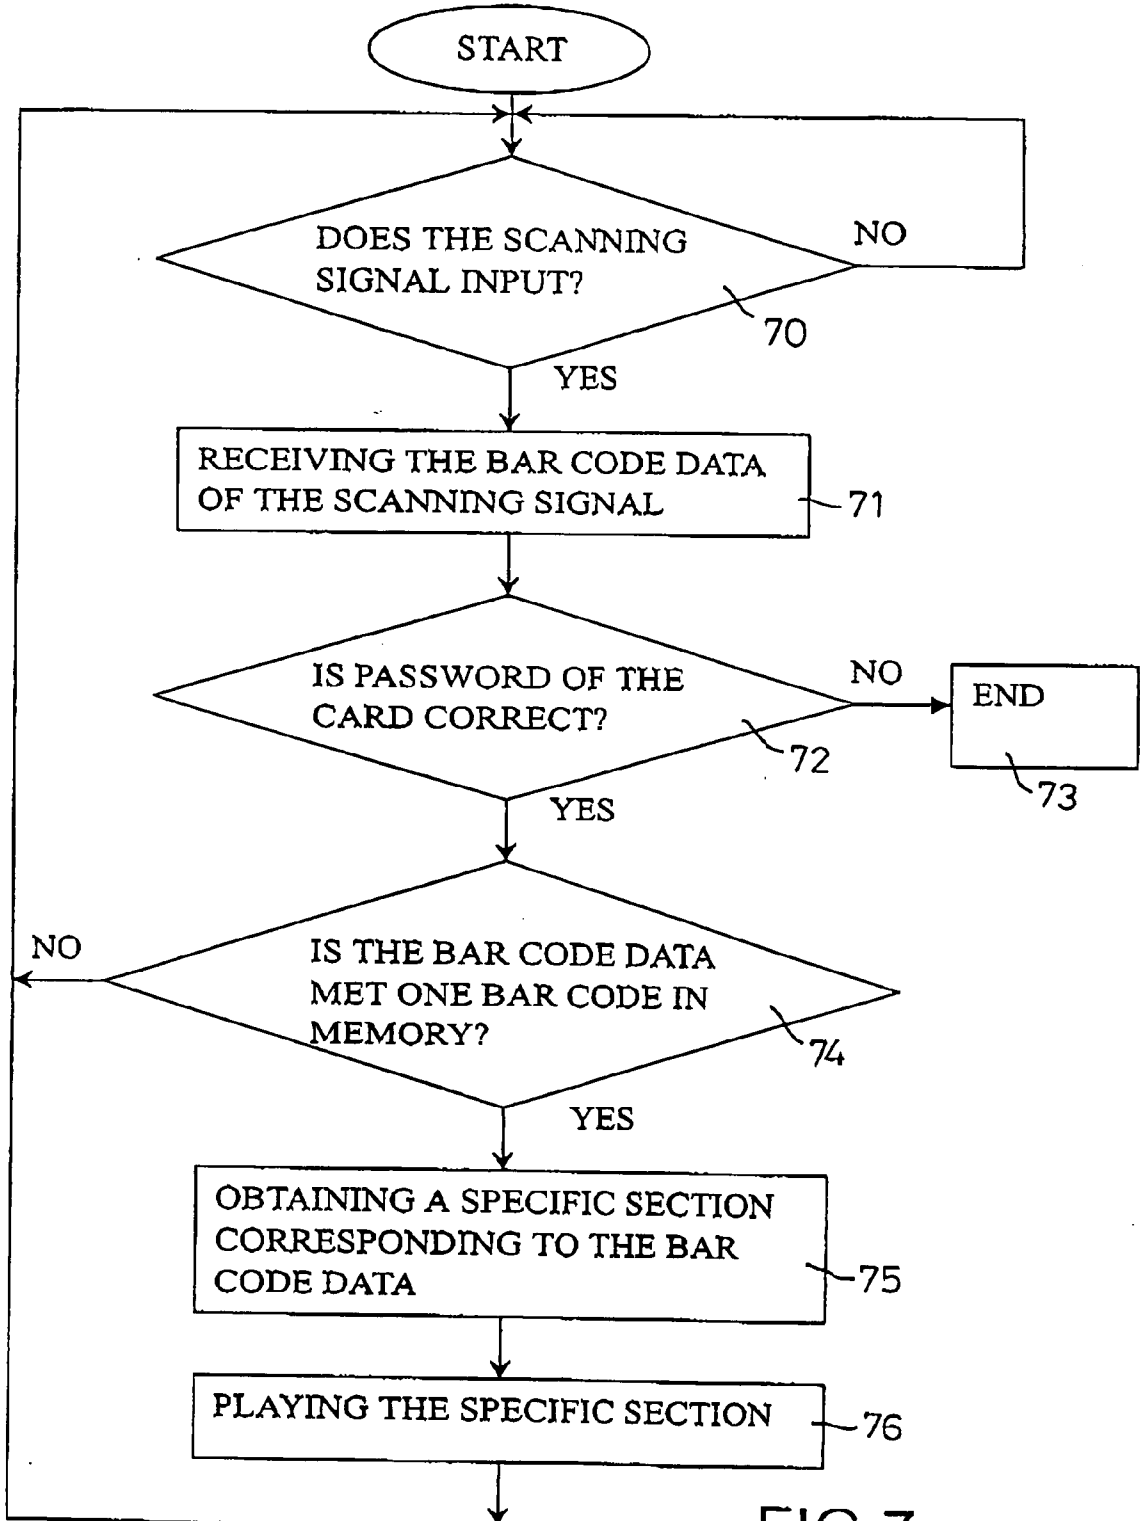 START
DOES THE SCANNING
SIGNAL INPUT?
NO
70
YES
RECEIVING THE BAR CODE DATA
OF THE SCANNING SIGNAL
71
IS PASSWORD OF THE
CARD CORRECT?
NO
END
72
73
YES
NO
IS THE BAR CODE DATA
MET ONE BAR CODE IN
MEMORY?
74
YES
OBTAINING A SPECIFIC SECTION
CORRESPONDING TO THE BAR
CODE DATA
75
PLAYING THE SPECIFIC SECTION
76